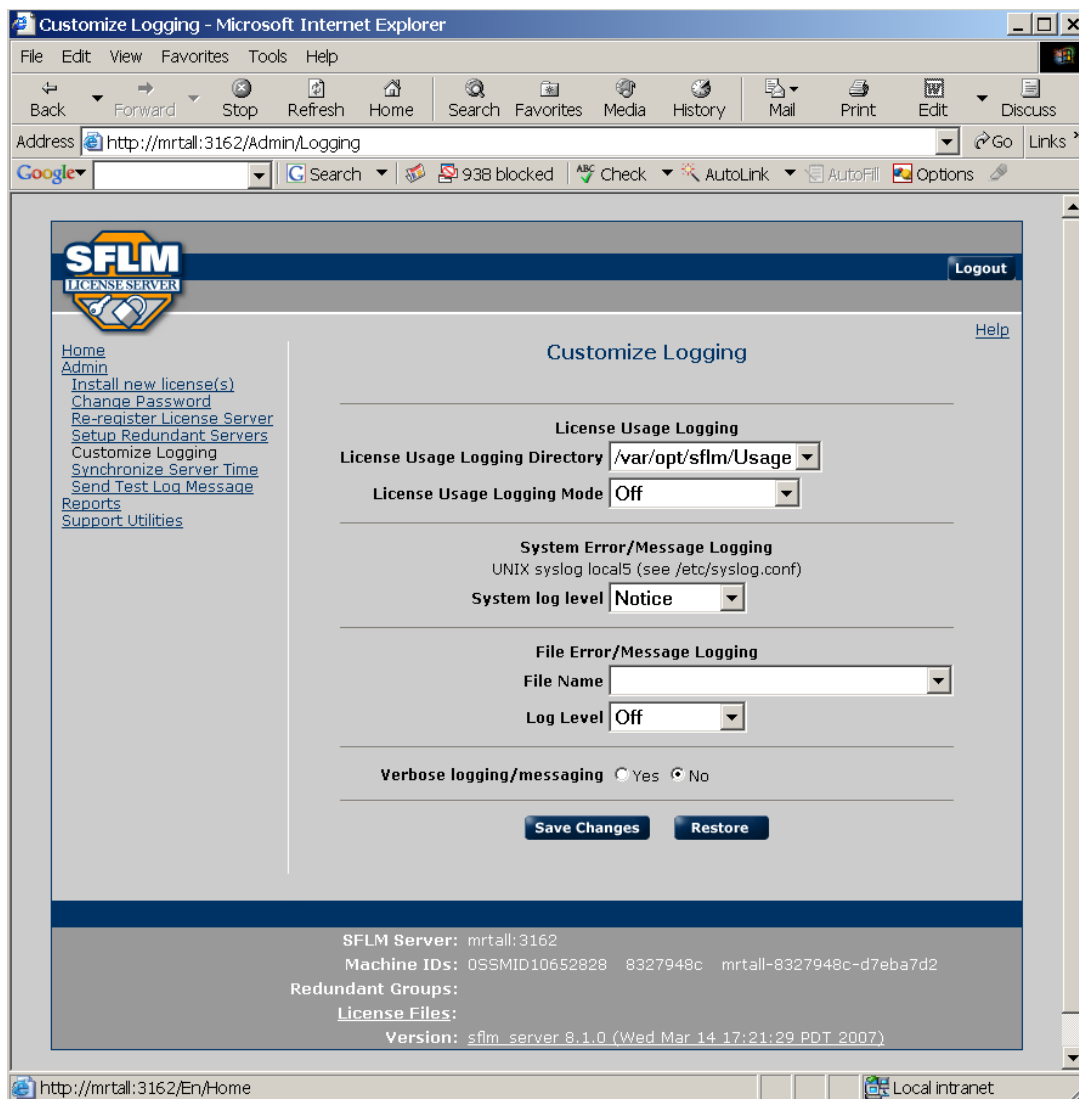 Customize Logging - Microsoft Internet Explorer
File Edit View Favorites Tools Help
Back Forward Stop Refresh Home Search Favorites Media History Mail Print Edit Discuss
Address http://mrtall:3162/Admin/Logging Go Links »
Google G Search 938 blocked ABC Check AutoLink AutoFill Options
SFLM
LICENSE SERVER
Logout
Help
Home
Admin
Install new license(s)
Change Password
Re-register License Server
Setup Redundant Servers
Customize Logging
Synchronize Server Time
Send Test Log Message
Reports
Support Utilities
Customize Logging
License Usage Logging
License Usage Logging Directory /var/opt/sflm/Usage
License Usage Logging Mode Off
System Error/Message Logging
UNIX syslog local5 (see /etc/syslog.conf)
System log level Notice
File Error/Message Logging
File Name
Log Level Off
Verbose logging/messaging Yes No
Save Changes Restore
SFLM Server: mrtall:3162
Machine IDs: 0SSMID10652828 8327948c mrtall-8327948c-d7eba7d2
Redundant Groups:
License Files:
Version: sflm_server 8.1.0 (Wed Mar 14 17:21:29 PDT 2007)
http://mrtall:3162/En/Home Local intranet